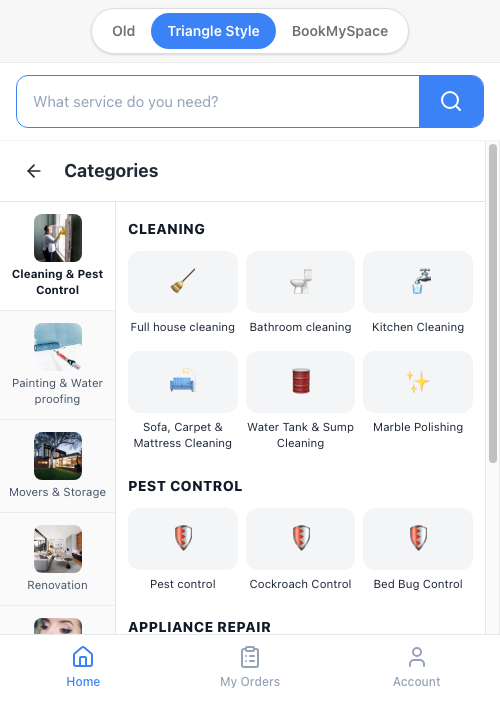 Old
Triangle Style
BookMySpace
What service do you need?
Categories
Cleaning & Pest
Control
Painting & Water
proofing
Movers & Storage
Renovation
CLEANING
Full house cleaning
Bathroom cleaning
Kitchen Cleaning
Sofa, Carpet &
Mattress Cleaning
Water Tank & Sump
Cleaning
Marble Polishing
PEST CONTROL
Pest control
Cockroach Control
Bed Bug Control
APPLIANCE REPAIR
Home
My Orders
Account